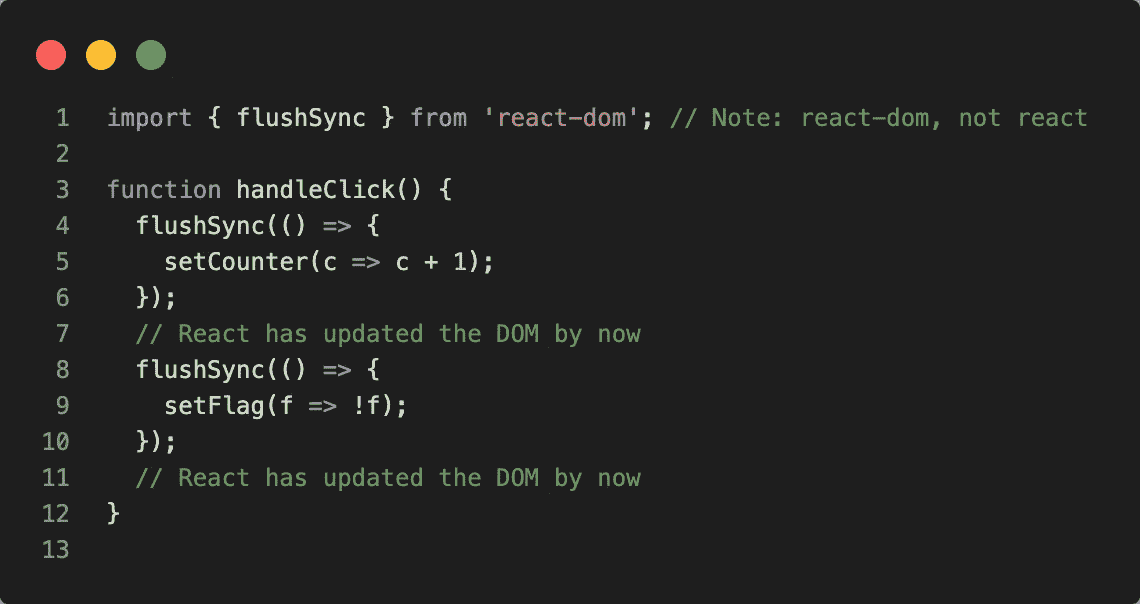 1 import { flushSync } from 'react-dom'; // Note: react-dom, not react
2
3 function handleClick() {
4 flushSync(() => {
5 setCounter(c => c + 1);
6 });
7 // React has updated the DOM by now
8 flushSync(() => {
9 setFlag(f => !f);
10 });
11 // React has updated the DOM by now
12 }
13